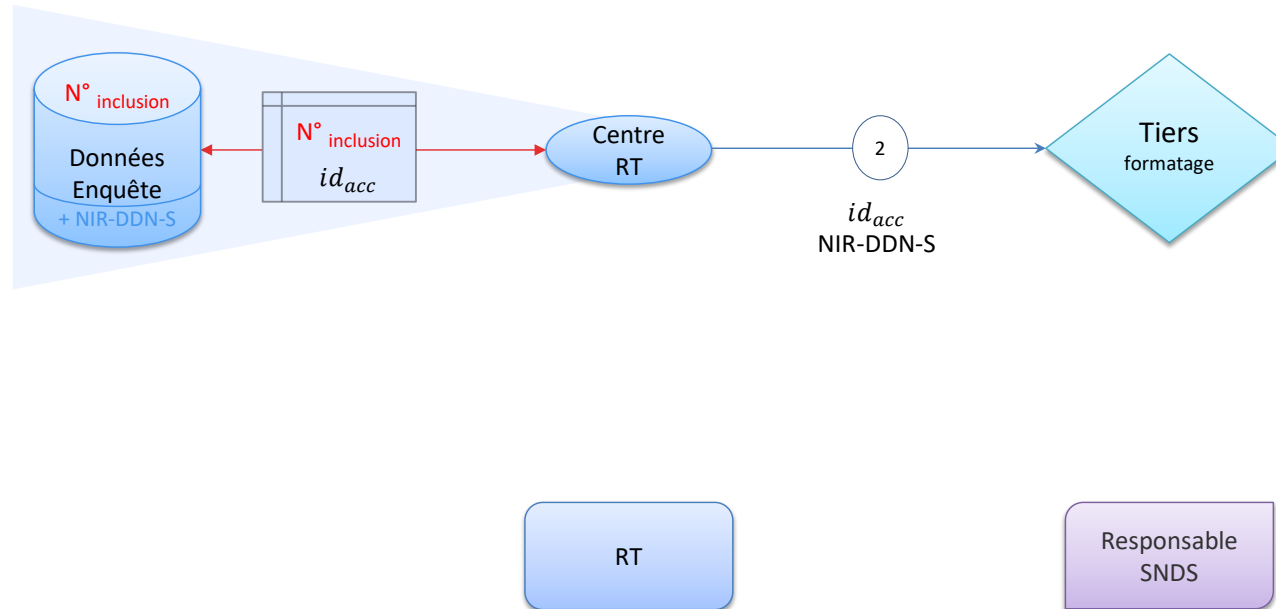 N° inclusion
Données
Enquête
+ NIR-DDN-S
N° inclusion
id_acc
Centre
RT
2
id_acc
NIR-DDN-S
Tiers
formatage
RT
Responsable
SNDS